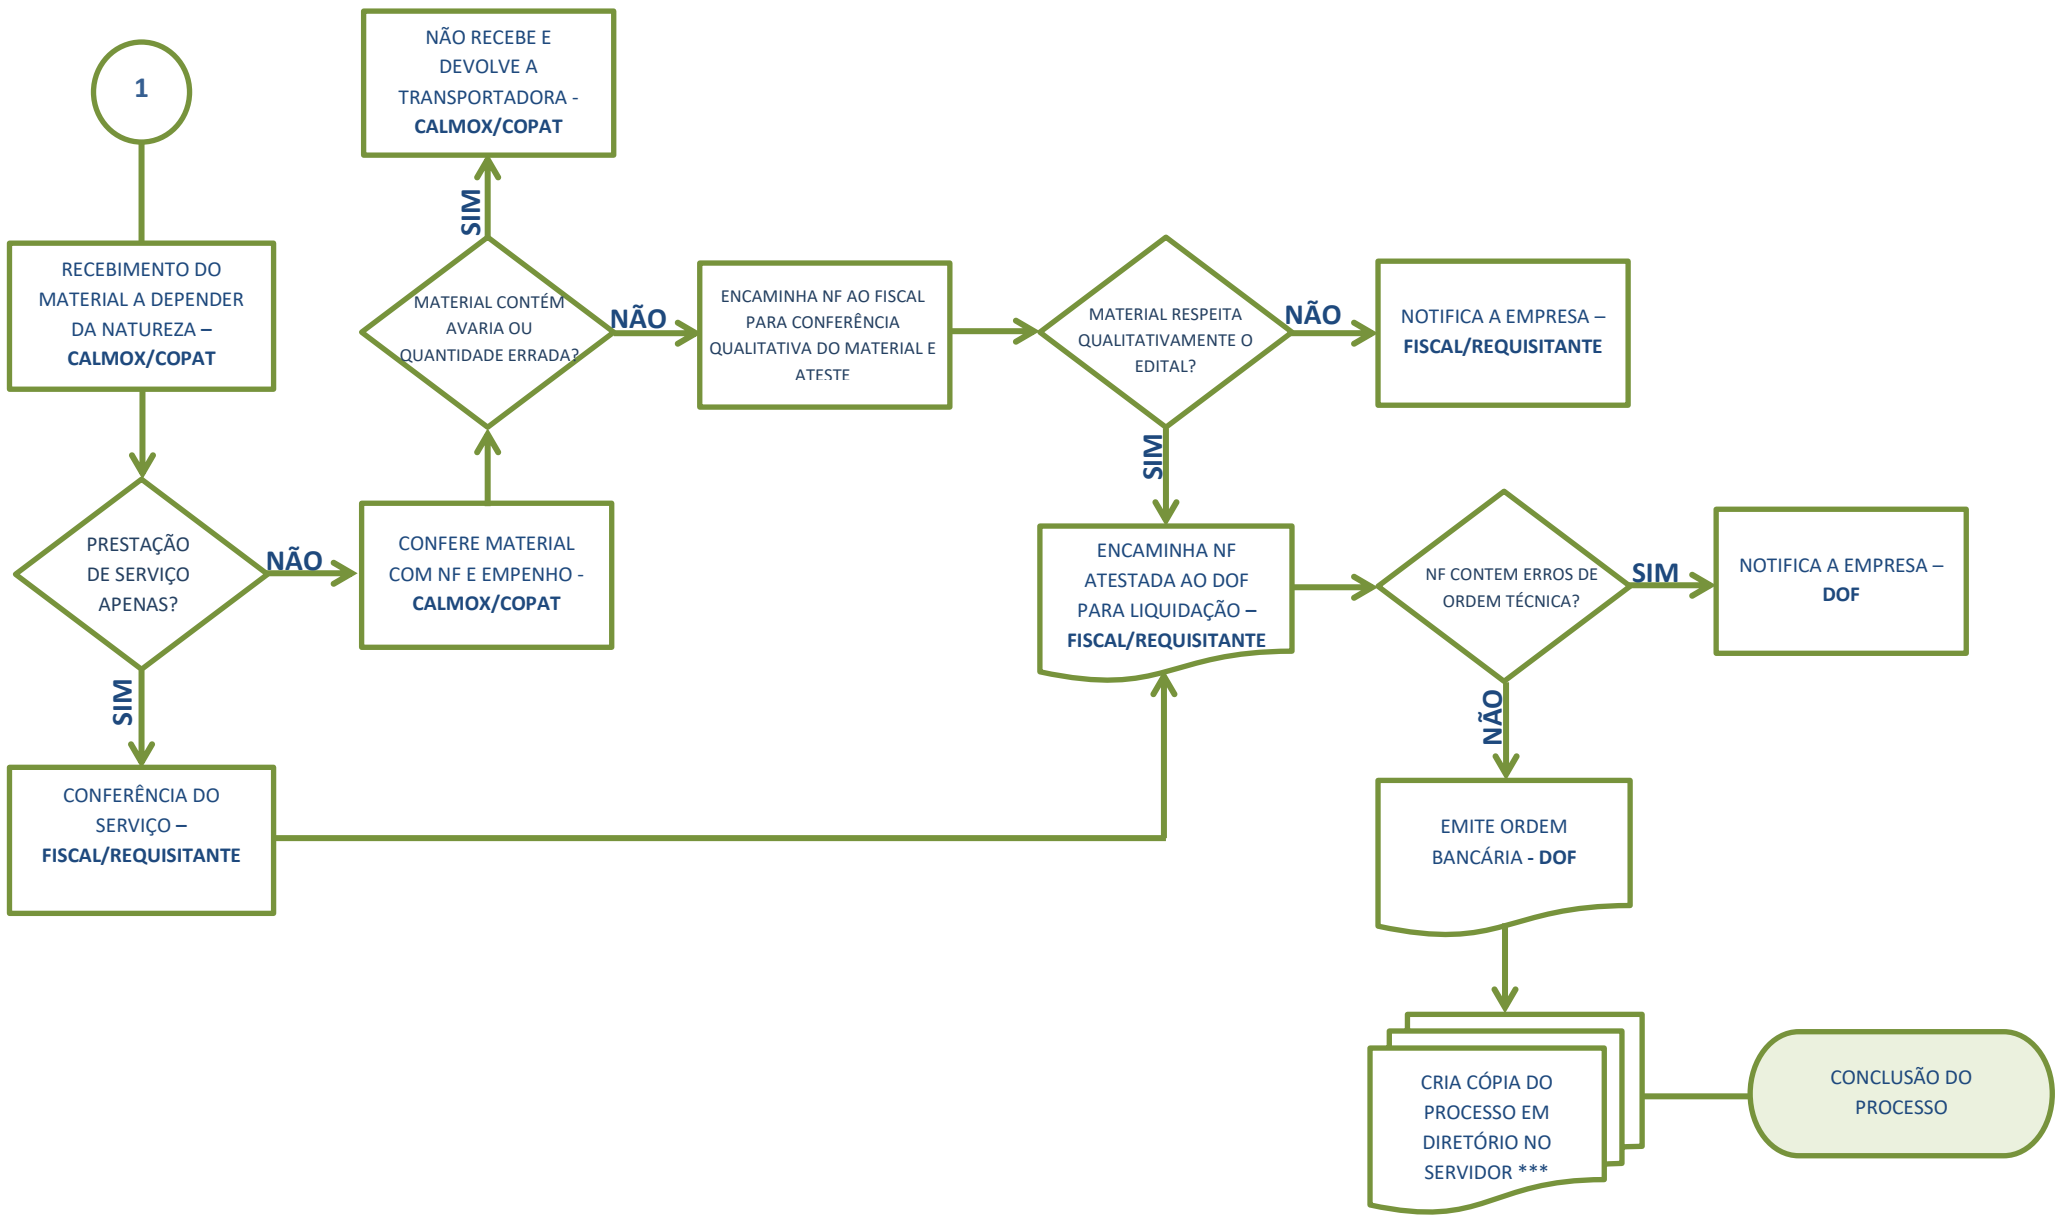 1
NÃO RECEBE E
DEVOLVE A
TRANSPORTADORA -
CALMOX/COPAT
SIM
RECEBIMENTO DO
MATERIAL A DEPENDER
DA NATUREZA –
CALMOX/COPAT
MATERIAL CONTÉM
AVARIA OU
QUANTIDADE ERRADA?
NÃO
ENCAMINHA NF AO FISCAL
PARA CONFERÊNCIA
QUALITATIVA DO MATERIAL E
ATESTE
MATERIAL RESPEITA
QUALITATIVAMENTE O
EDITAL?
NÃO
NOTIFICA A EMPRESA –
FISCAL/REQUISITANTE
SIM
PRESTAÇÃO
DE SERVIÇO
APENAS?
NÃO
CONFERE MATERIAL
COM NF E EMPENHO -
CALMOX/COPAT
ENCAMINHA NF
ATESTADA AO DOF
PARA LIQUIDAÇÃO –
FISCAL/REQUISITANTE
NF CONTEM ERROS DE
ORDEM TÉCNICA?
SIM
NOTIFICA A EMPRESA –
DOF
SIM
NÃO
CONFERÊNCIA DO
SERVIÇO –
FISCAL/REQUISITANTE
EMITE ORDEM
BANCÁRIA - DOF
CRIA CÓPIA DO
PROCESSO EM
DIRETÓRIO NO
SERVIDOR ***
CONCLUSÃO DO
PROCESSO